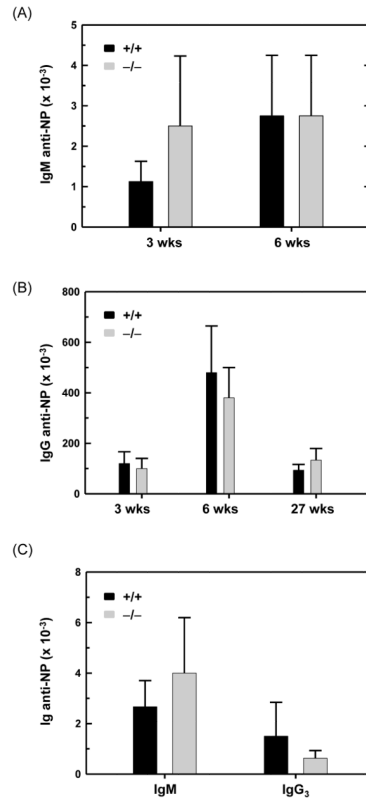 (A)
IgM anti-NP (x 10⁻³)
5
4
3
2
1
0
+/+
–/–
3 wks 6 wks
(B)
IgG anti-NP (x 10⁻³)
800
600
400
200
0
+/+
–/–
3 wks 6 wks 27 wks
(C)
Ig anti-NP (x 10⁻³)
8
6
4
2
0
+/+
–/–
IgM IgG₃